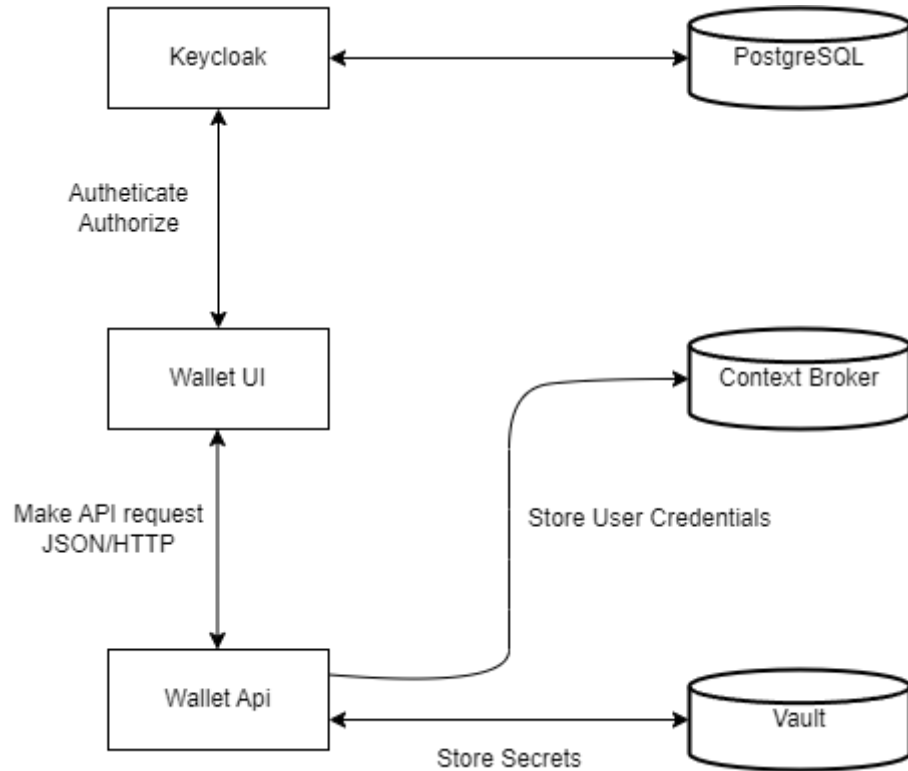 Keycloak
PostgreSQL
Autheticate
Authorize
Wallet UI
Context Broker
Make API request
JSON/HTTP
Store User Credentials
Wallet Api
Vault
Store Secrets